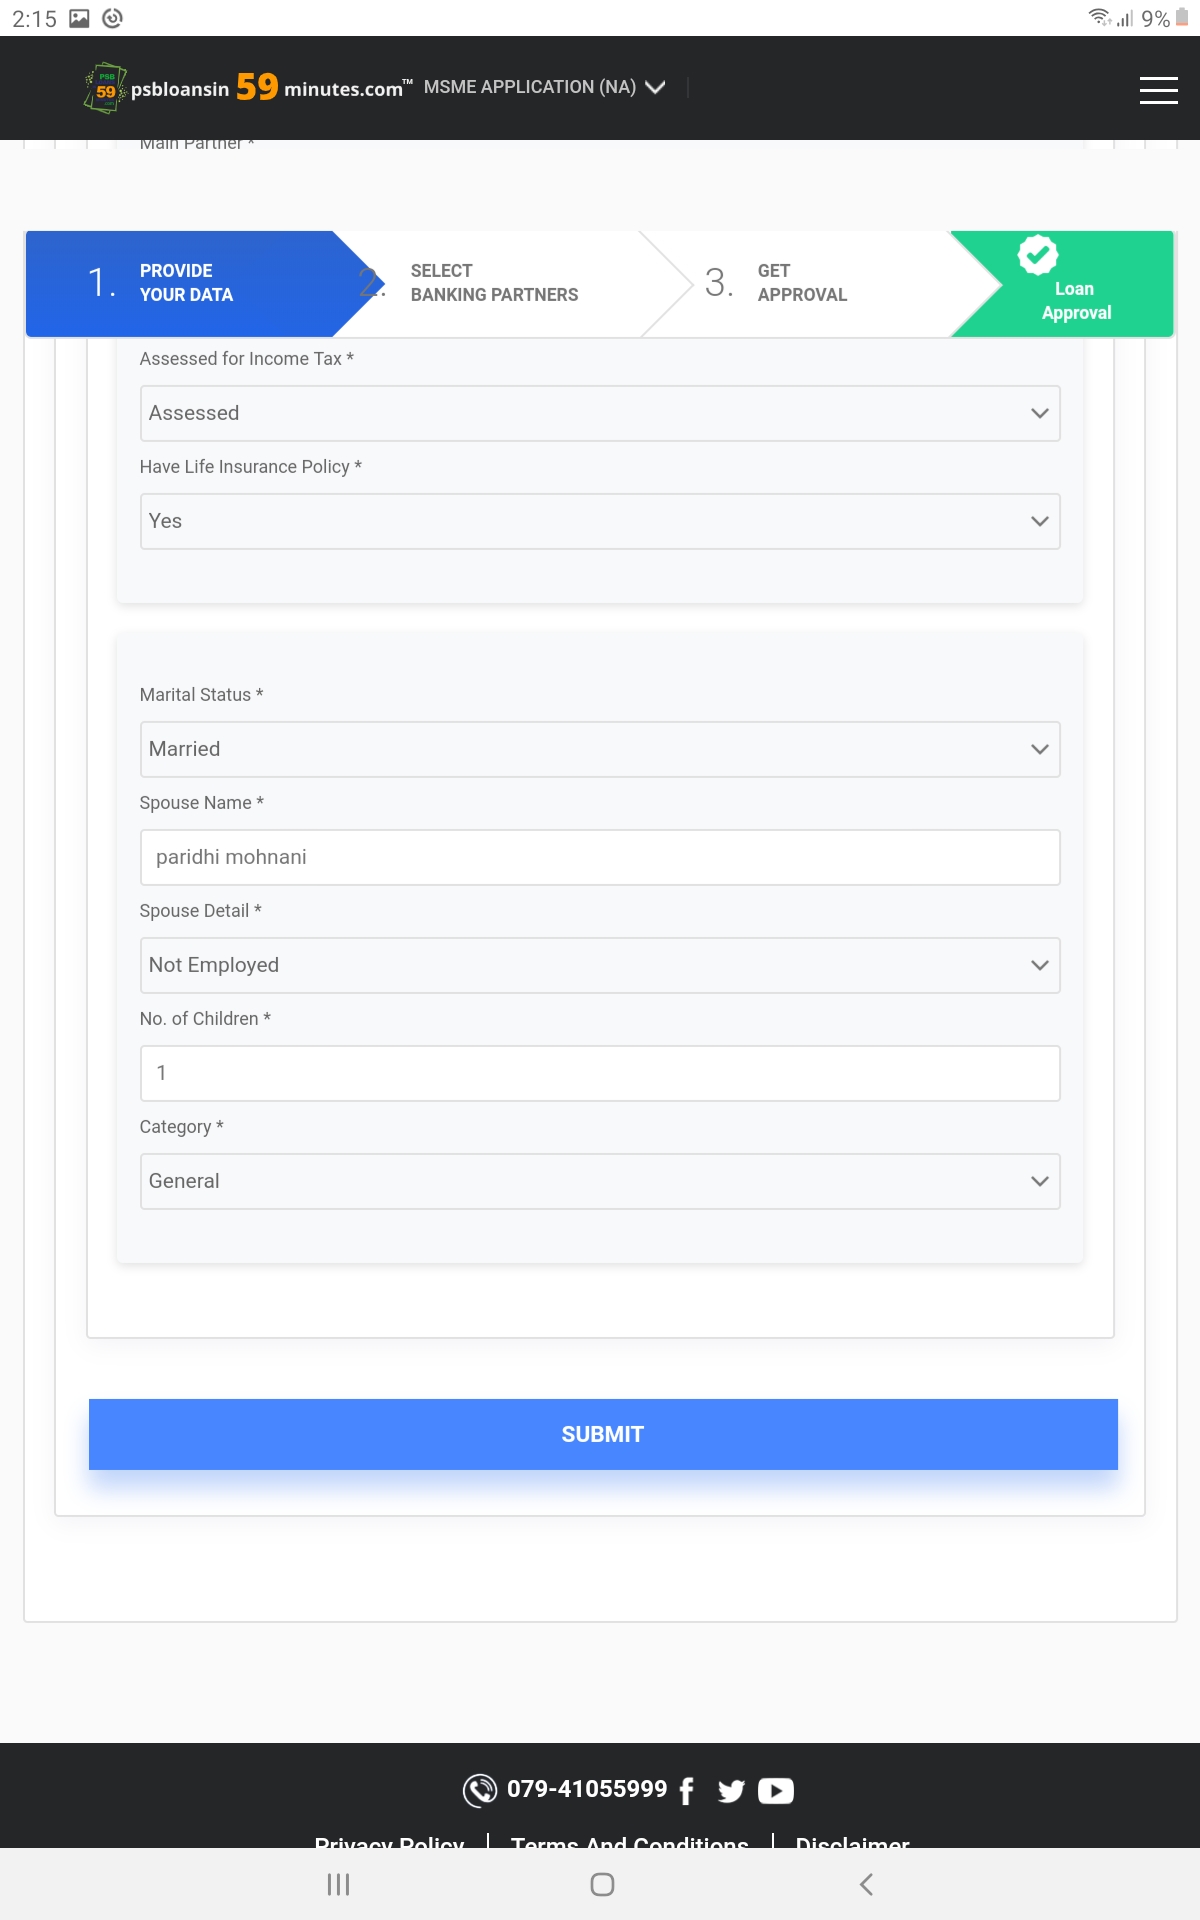 2:15
9%
PSB
59
psbloansin 59 minutes.com™ MSME APPLICATION (NA)
Main Partner *
1. PROVIDE
YOUR DATA
2. SELECT
BANKING PARTNERS
3. GET
APPROVAL
Loan
Approval
Assessed for Income Tax *
Assessed
Have Life Insurance Policy *
Yes
Marital Status *
Married
Spouse Name *
paridhi mohnani
Spouse Detail *
Not Employed
No. of Children *
1
Category *
General
SUBMIT
079-41055999
Privacy Policy | Terms And Conditions | Disclaimer